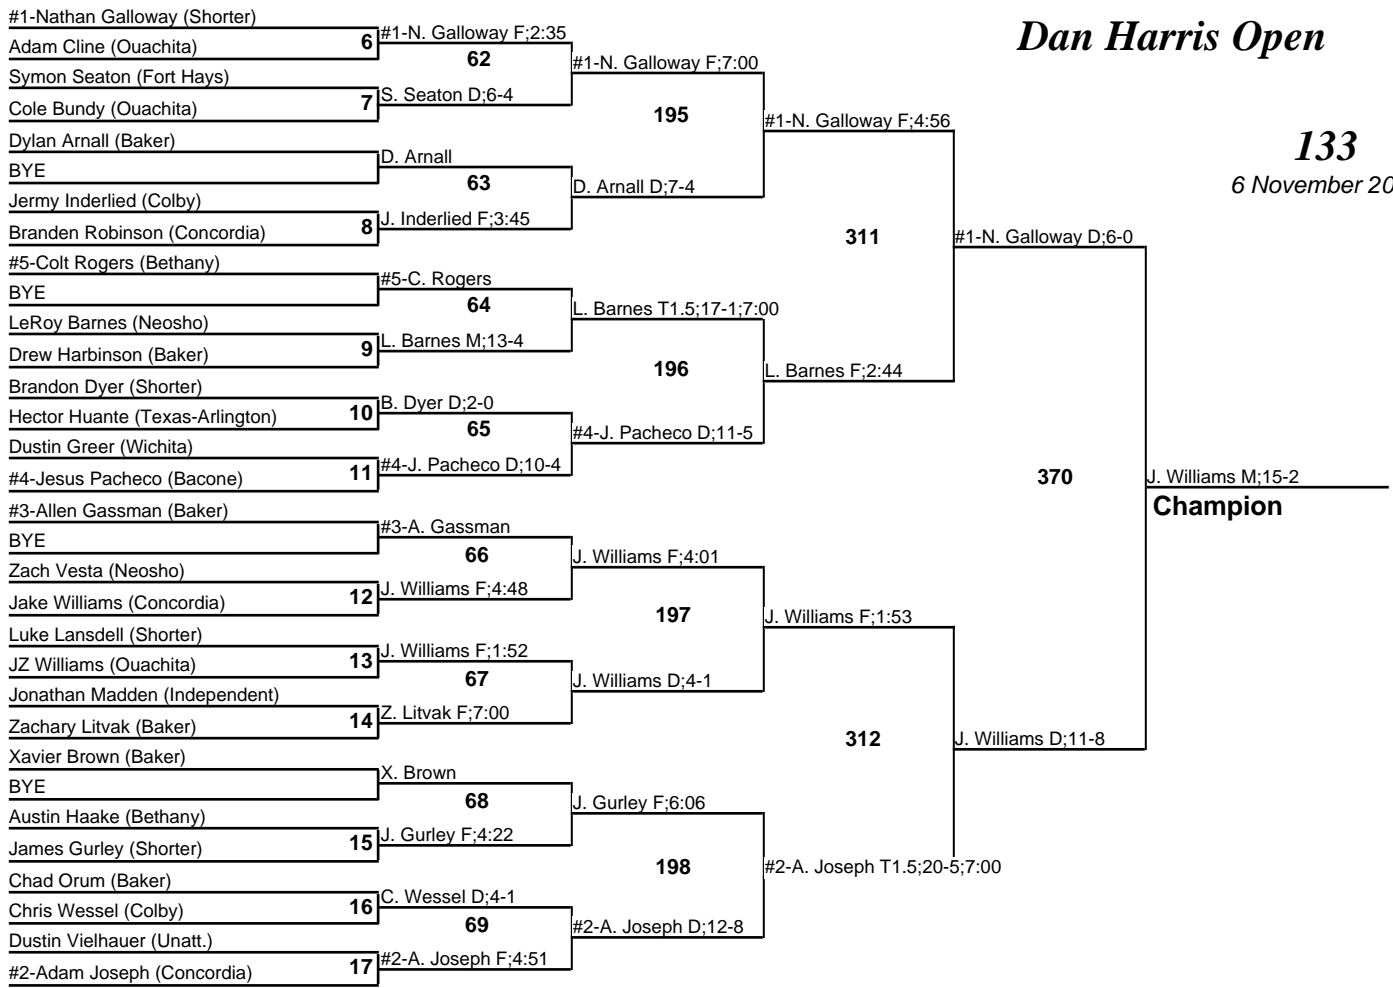 Dan Harris Open
133
6 November 20
#1-Nathan Galloway (Shorter)
Adam Cline (Ouachita)
Symon Seaton (Fort Hays)
Cole Bundy (Ouachita)
Dylan Arnall (Baker)
BYE
Jermy Inderlied (Colby)
Branden Robinson (Concordia)
#5-Colt Rogers (Bethany)
BYE
LeRoy Barnes (Neosho)
Drew Harbinson (Baker)
Brandon Dyer (Shorter)
Hector Huante (Texas-Arlington)
Dustin Greer (Wichita)
#4-Jesus Pacheco (Bacone)
#3-Allen Gassman (Baker)
BYE
Zach Vesta (Neosho)
Jake Williams (Concordia)
Luke Lansdell (Shorter)
JZ Williams (Ouachita)
Jonathan Madden (Independent)
Zachary Litvak (Baker)
Xavier Brown (Baker)
BYE
Austin Haake (Bethany)
James Gurley (Shorter)
Chad Orum (Baker)
Chris Wessel (Colby)
Dustin Vielhauer (Unatt.)
#2-Adam Joseph (Concordia)
6
7
8
9
10
11
12
13
14
15
16
17
#1-N. Galloway F;2:35
62
S. Seaton D;6-4
D. Arnall
63
J. Inderlied F;3:45
#5-C. Rogers
64
L. Barnes M;13-4
B. Dyer D;2-0
65
#4-J. Pacheco D;10-4
#3-A. Gassman
66
J. Williams F;4:48
J. Williams F;1:52
67
Z. Litvak F;7:00
X. Brown
68
J. Gurley F;4:22
C. Wessel D;4-1
69
#2-A. Joseph F;4:51
#1-N. Galloway F;7:00
195
D. Arnall D;7-4
L. Barnes T1.5;17-1;7:00
196
#4-J. Pacheco D;11-5
J. Williams F;4:01
197
J. Williams D;4-1
J. Gurley F;6:06
198
#2-A. Joseph D;12-8
#1-N. Galloway F;4:56
311
L. Barnes F;2:44
J. Williams F;1:53
312
#2-A. Joseph T1.5;20-5;7:00
#1-N. Galloway D;6-0
370
J. Williams D;11-8
J. Williams M;15-2
Champion